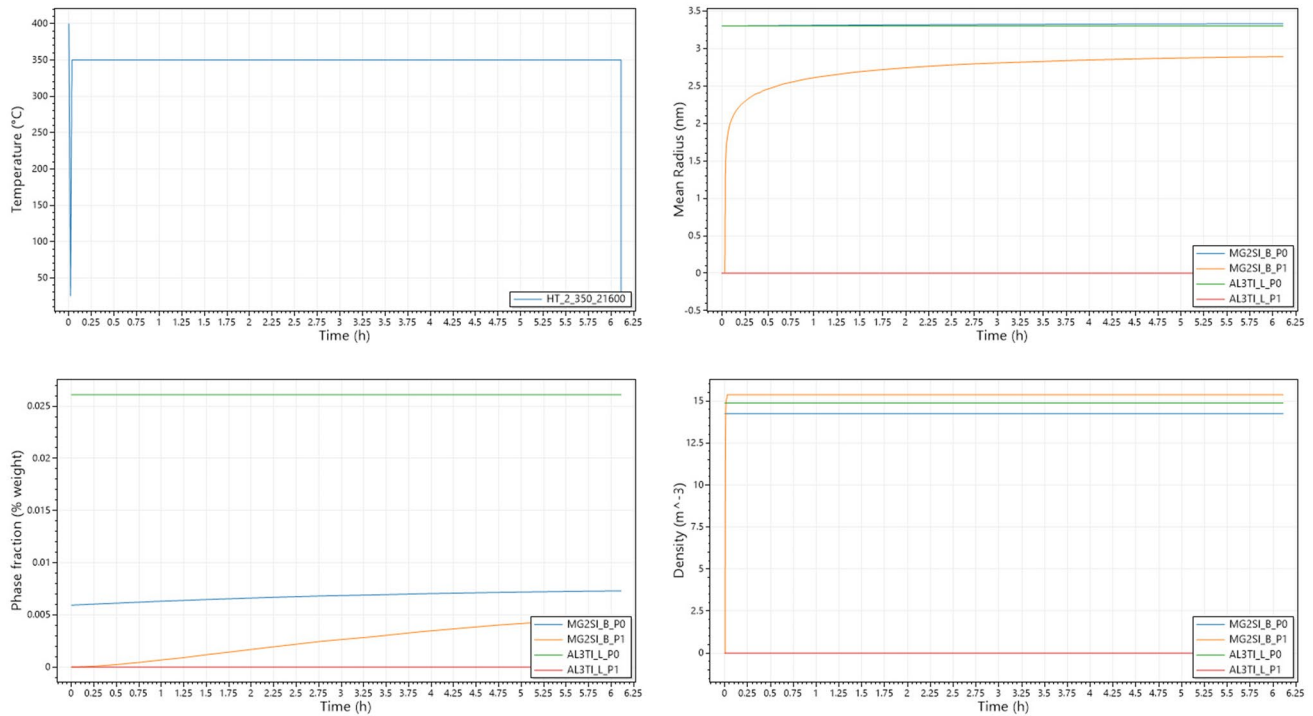 Temperature (°C)
400
350
300
250
200
150
100
50
HT_2_350_21600
0 0.25 0.5 0.75 1 1.25 1.5 1.75 2 2.25 2.5 2.75 3 3.25 3.5 3.75 4 4.25 4.5 4.75 5 5.25 5.5 5.75 6 6.25
Time (h)
Mean Radius (nm)
3.5
3
2.5
2
1.5
1
0.5
0
-0.5
MG2SI_B_P0
MG2SI_B_P1
AL3TI_L_P0
AL3TI_L_P1
0 0.25 0.5 0.75 1 1.25 1.5 1.75 2 2.25 2.5 2.75 3 3.25 3.5 3.75 4 4.25 4.5 4.75 5 5.25 5.5 5.75 6 6.25
Time (h)
Phase fraction (% weight)
0.025
0.02
0.015
0.01
0.005
0
MG2SI_B_P0
MG2SI_B_P1
AL3TI_L_P0
AL3TI_L_P1
0 0.25 0.5 0.75 1 1.25 1.5 1.75 2 2.25 2.5 2.75 3 3.25 3.5 3.75 4 4.25 4.5 4.75 5 5.25 5.5 5.75 6 6.25
Time (h)
Density (m^-3)
15
12.5
10
7.5
5
2.5
0
MG2SI_B_P0
MG2SI_B_P1
AL3TI_L_P0
AL3TI_L_P1
0 0.25 0.5 0.75 1 1.25 1.5 1.75 2 2.25 2.5 2.75 3 3.25 3.5 3.75 4 4.25 4.5 4.75 5 5.25 5.5 5.75 6 6.25
Time (h)